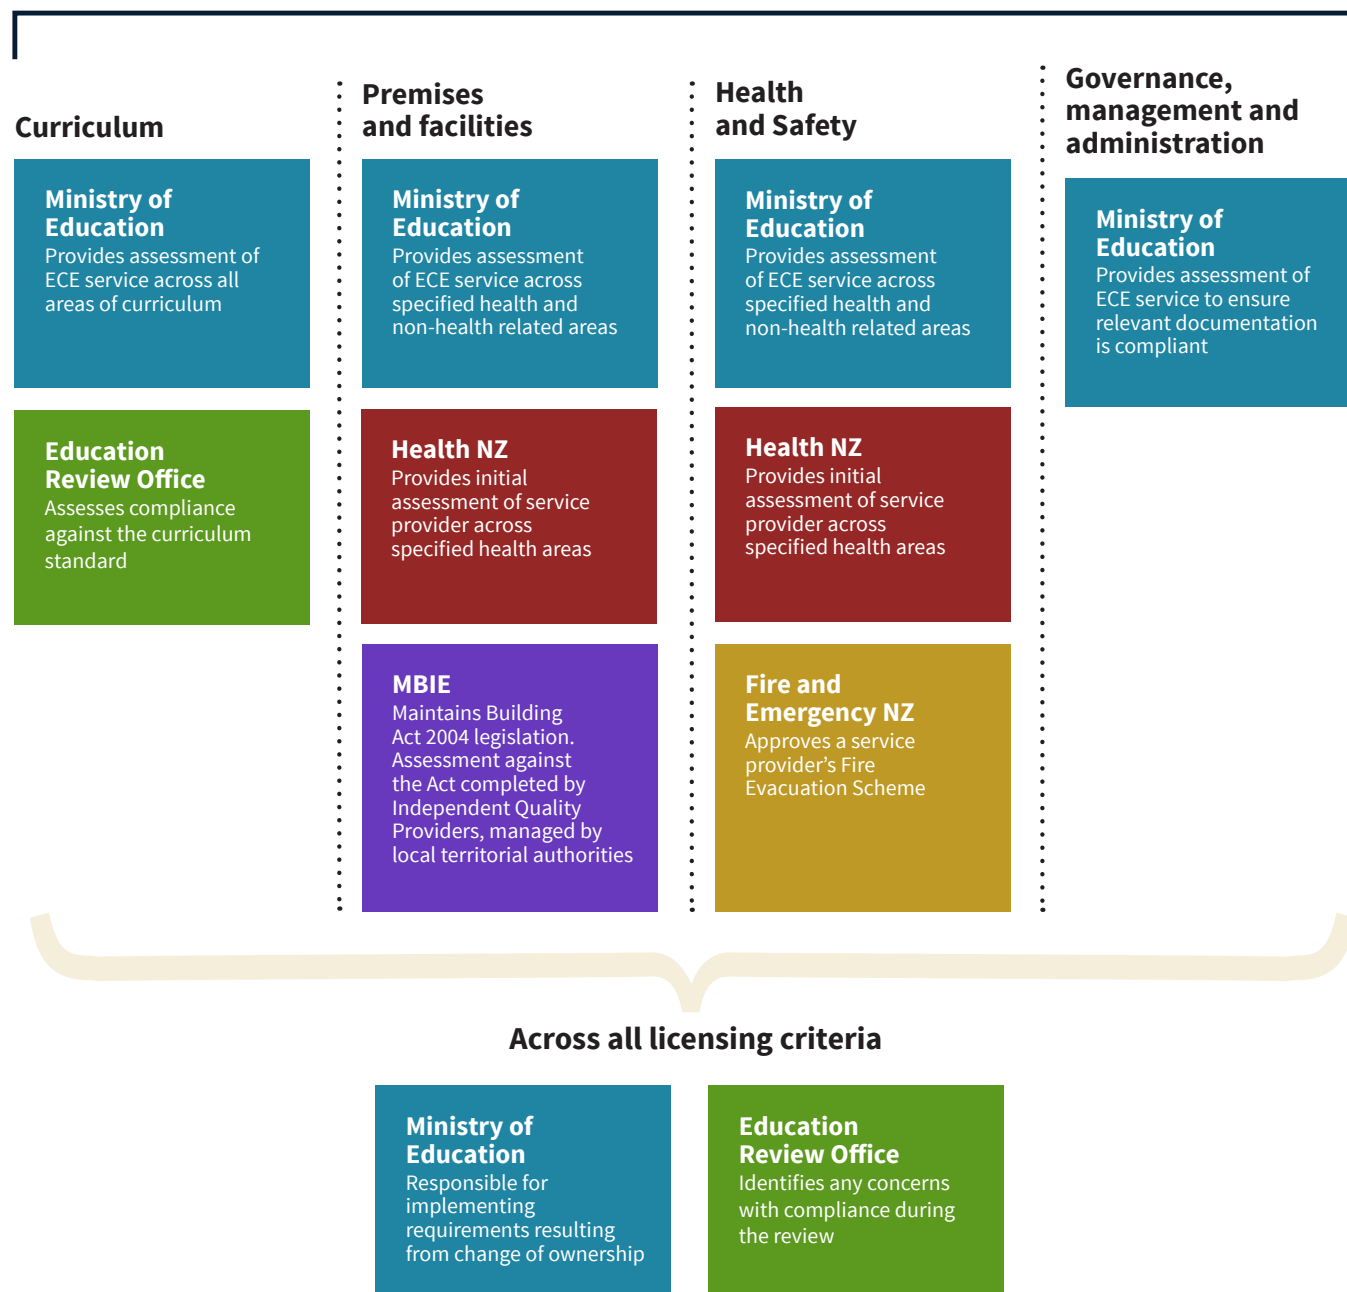 Curriculum
Ministry of
Education
Provides assessment of
ECE service across all
areas of curriculum
Education
Review Office
Assesses compliance
against the curriculum
standard
Premises
and facilities
Ministry of
Education
Provides assessment
of ECE service across
specified health and
non-health related areas
Health NZ
Provides initial
assessment of service
provider across
specified health areas
MBIE
Maintains Building
Act 2004 legislation.
Assessment against
the Act completed by
Independent Quality
Providers, managed by
local territorial authorities
Health
and Safety
Ministry of
Education
Provides assessment
of ECE service across
specified health and
non-health related areas
Health NZ
Provides initial
assessment of service
provider across
specified health areas
Fire and
Emergency NZ
Approves a service
provider’s Fire
Evacuation Scheme
Governance,
management and
administration
Ministry of
Education
Provides assessment of
ECE service to ensure
relevant documentation
is compliant
Across all licensing criteria
Ministry of
Education
Responsible for
implementing
requirements resulting
from change of ownership
Education
Review Office
Identifies any concerns
with compliance during
the review